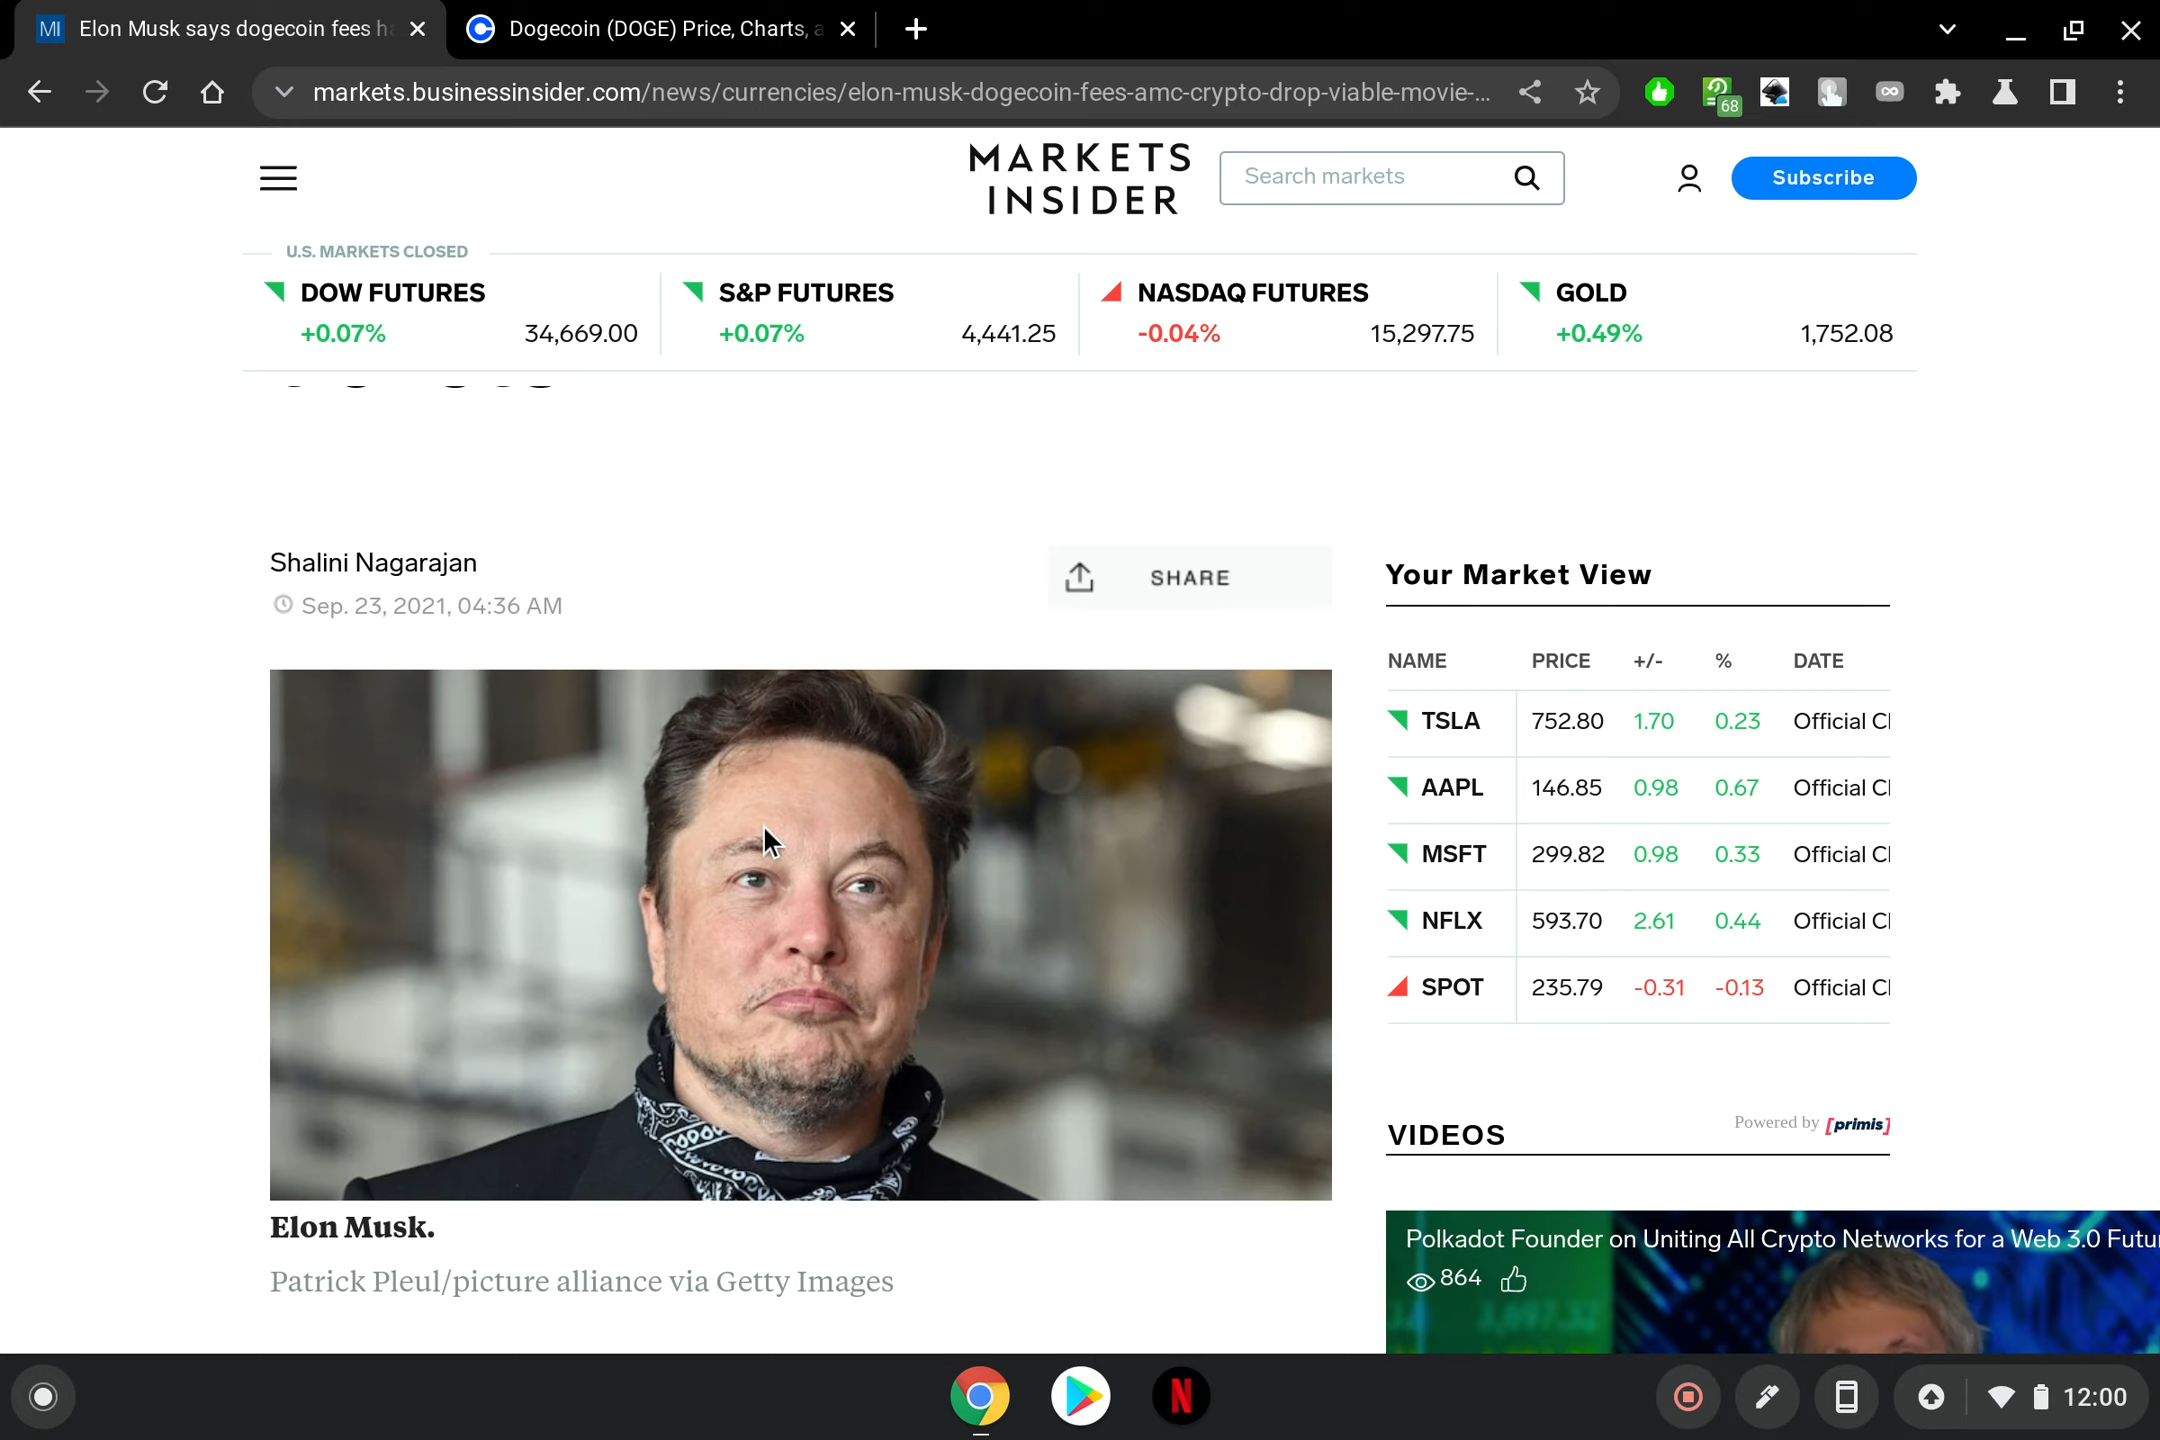 Elon Musk says dogecoin fees ha
Dogecoin (DOGE) Price, Charts, a
markets.businessinsider.com/news/currencies/elon-musk-dogecoin-fees-amc-crypto-drop-viable-movie-...
68
MARKETS
INSIDER
Search markets
Subscribe
U.S. MARKETS CLOSED
DOW FUTURES
+0.07% 34,669.00
S&P FUTURES
+0.07% 4,441.25
NASDAQ FUTURES
-0.04% 15,297.75
GOLD
+0.49% 1,752.08
Shalini Nagarajan
Sep. 23, 2021, 04:36 AM
SHARE
Elon Musk.
Patrick Pleul/picture alliance via Getty Images
Your Market View
NAME PRICE +/- % DATE
TSLA 752.80 1.70 0.23 Official Cl
AAPL 146.85 0.98 0.67 Official Cl
MSFT 299.82 0.98 0.33 Official Cl
NFLX 593.70 2.61 0.44 Official Cl
SPOT 235.79 -0.31 -0.13 Official Cl
VIDEOS
Powered by [primis]
Polkadot Founder on Uniting All Crypto Networks for a Web 3.0 Futu
864
12:00